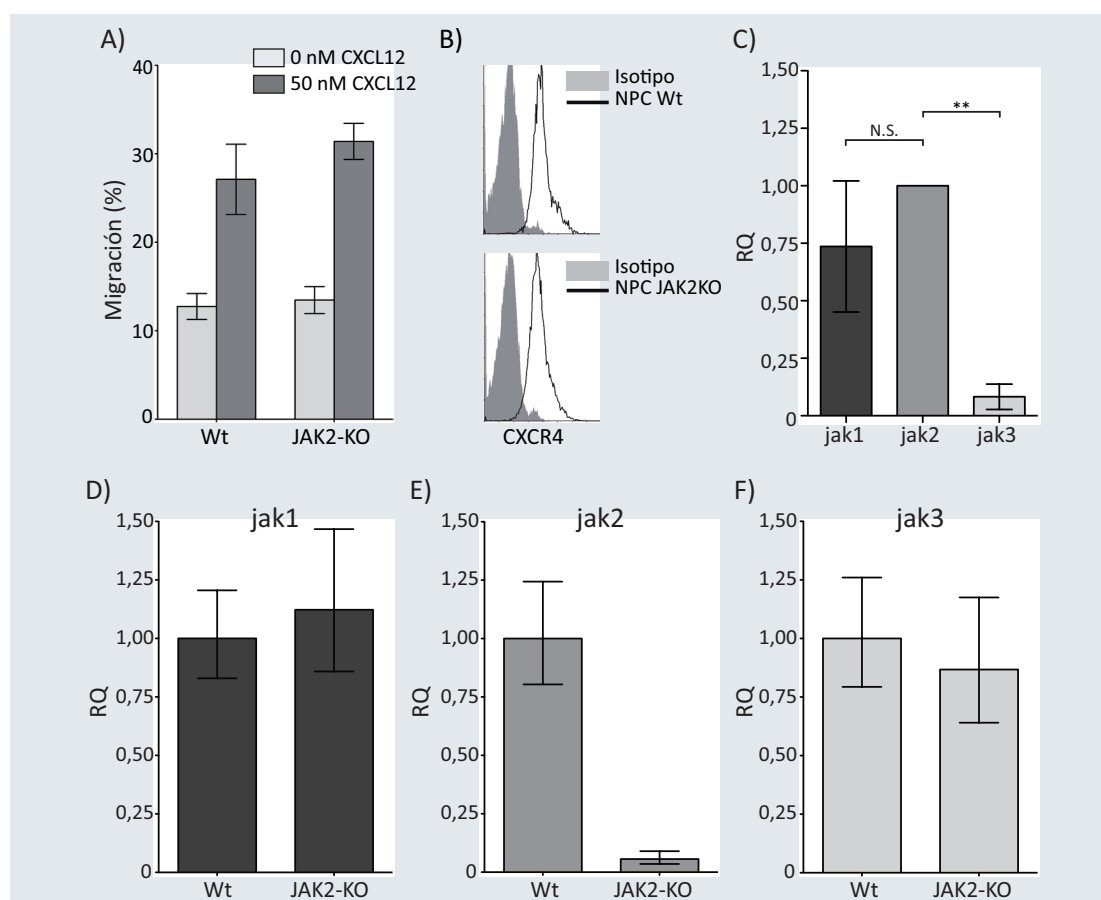 A)
0 nM CXCL12
50 nM CXCL12
Migración (%)
40
30
20
10
0
Wt
JAK2-KO
B)
Isotipo
NPC Wt
Isotipo
NPC JAK2KO
CXCR4
C)
RQ
1,50
1,25
1,00
0,75
0,50
0,25
0
N.S.
**
jak1
jak2
jak3
D)
jak1
RQ
1,50
1,25
1,00
0,75
0,50
0,25
0
Wt
JAK2-KO
E)
jak2
RQ
1,50
1,25
1,00
0,75
0,50
0,25
0
Wt
JAK2-KO
F)
jak3
RQ
1,50
1,25
1,00
0,75
0,50
0,25
0
Wt
JAK2-KO